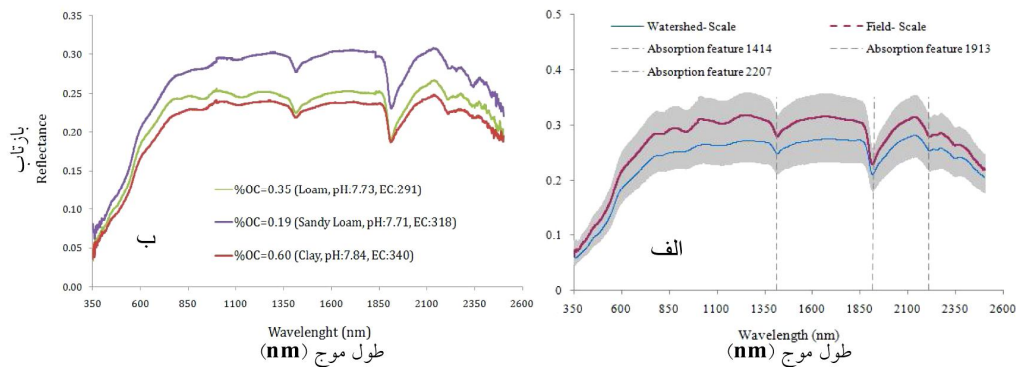 0.35
0.30
0.25
0.20
0.15
0.10
0.05
0.00
بازتاب
Reflectance
%OC=0.35 (Loam, pH:7.73, EC:291)
%OC=0.19 (Sandy Loam, pH:7.71, EC:318)
%OC=0.60 (Clay, pH:7.84, EC:340)
ب
350 600 850 1100 1350 1600 1850 2100 2350 2600
Wavelenght (nm)
طول موج (nm)
Watershed- Scale
Field- Scale
Absorption feature 1414
Absorption feature 1913
Absorption feature 2207
0.5
0.4
0.3
0.2
0.1
0
الف
350 600 850 1100 1350 1600 1850 2100 2350 2600
Wavelength (nm)
طول موج (nm)